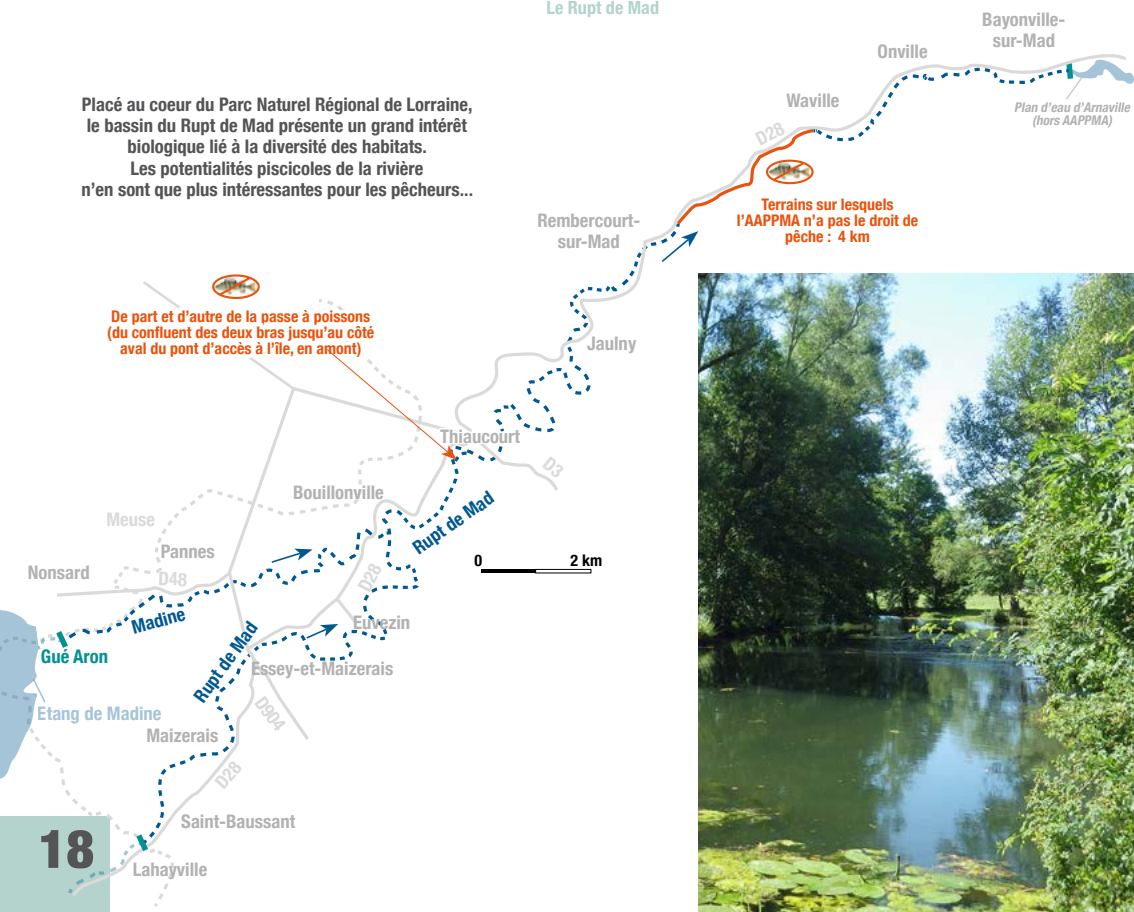 Le Rupt de Mad
Bayonville-
sur-Mad
Onville
Plan d'eau d'Arnaville
(hors AAPPMA)
Waville
D28
Placé au coeur du Parc Naturel Régional de Lorraine,
le bassin du Rupt de Mad présente un grand intérêt
biologique lié à la diversité des habitats.
Les potentialités piscicoles de la rivière
n'en sont que plus intéressantes pour les pêcheurs...
Terrains sur lesquels
l'AAPPMA n'a pas le droit de
pêche : 4 km
Rembercourt-
sur-Mad
De part et d'autre de la passe à poissons
(du confluent des deux bras jusqu'au côté
aval du pont d'accès à l'île, en amont)
Jaulny
Thiaucourt
D3
Bouillonville
Rupt de Mad
Meuse
Pannes
0 2 km
Nonsard
D48
D28
Madine
Euvezin
Gué Aron
Rupt de Mad
Essey-et-Maizerais
Etang de Madine
D904
Maizerais
D28
Saint-Baussant
18
Lahayville